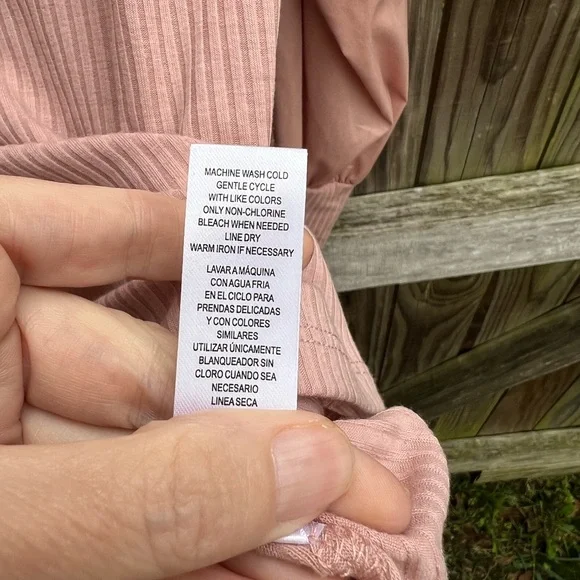 MACHINE WASH COLD
GENTLE CYCLE
WITH LIKE COLORS
ONLY NON-CHLORINE
BLEACH WHEN NEEDED
LINE DRY
WARM IRON IF NECESSARY
LAVAR A MÁQUINA
CON AGUA FRIA
EN EL CICLO PARA
PRENDAS DELICADAS
Y CON COLORES
SIMILARES
UTILIZAR ÚNICAMENTE
BLANQUEADOR SIN
CLORO CUANDO SEA
NECESARIO
LINEA SECA